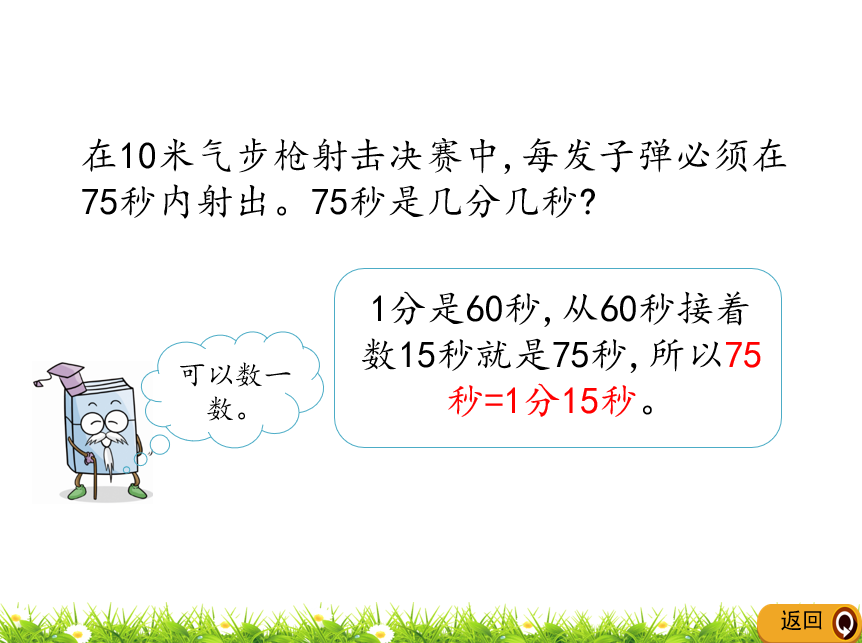 在10米气步枪射击决赛中,每发子弹必须在
75秒内射出。75秒是几分几秒?
1分是60秒,从60秒接着
数15秒就是75秒,所以75
秒=1分15秒。
可以数一
数。
返回